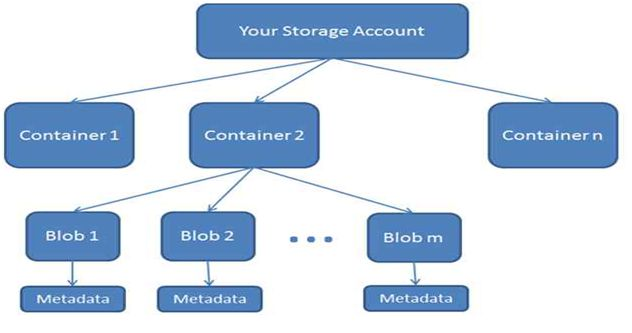 Your Storage Account
Container 1
Container 2
Container n
Blob 1
Blob 2
Blob m
Metadata
Metadata
Metadata